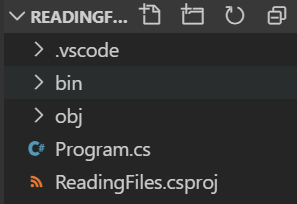 READINGF...
.vscode
bin
obj
C# Program.cs
ReadingFiles.csproj